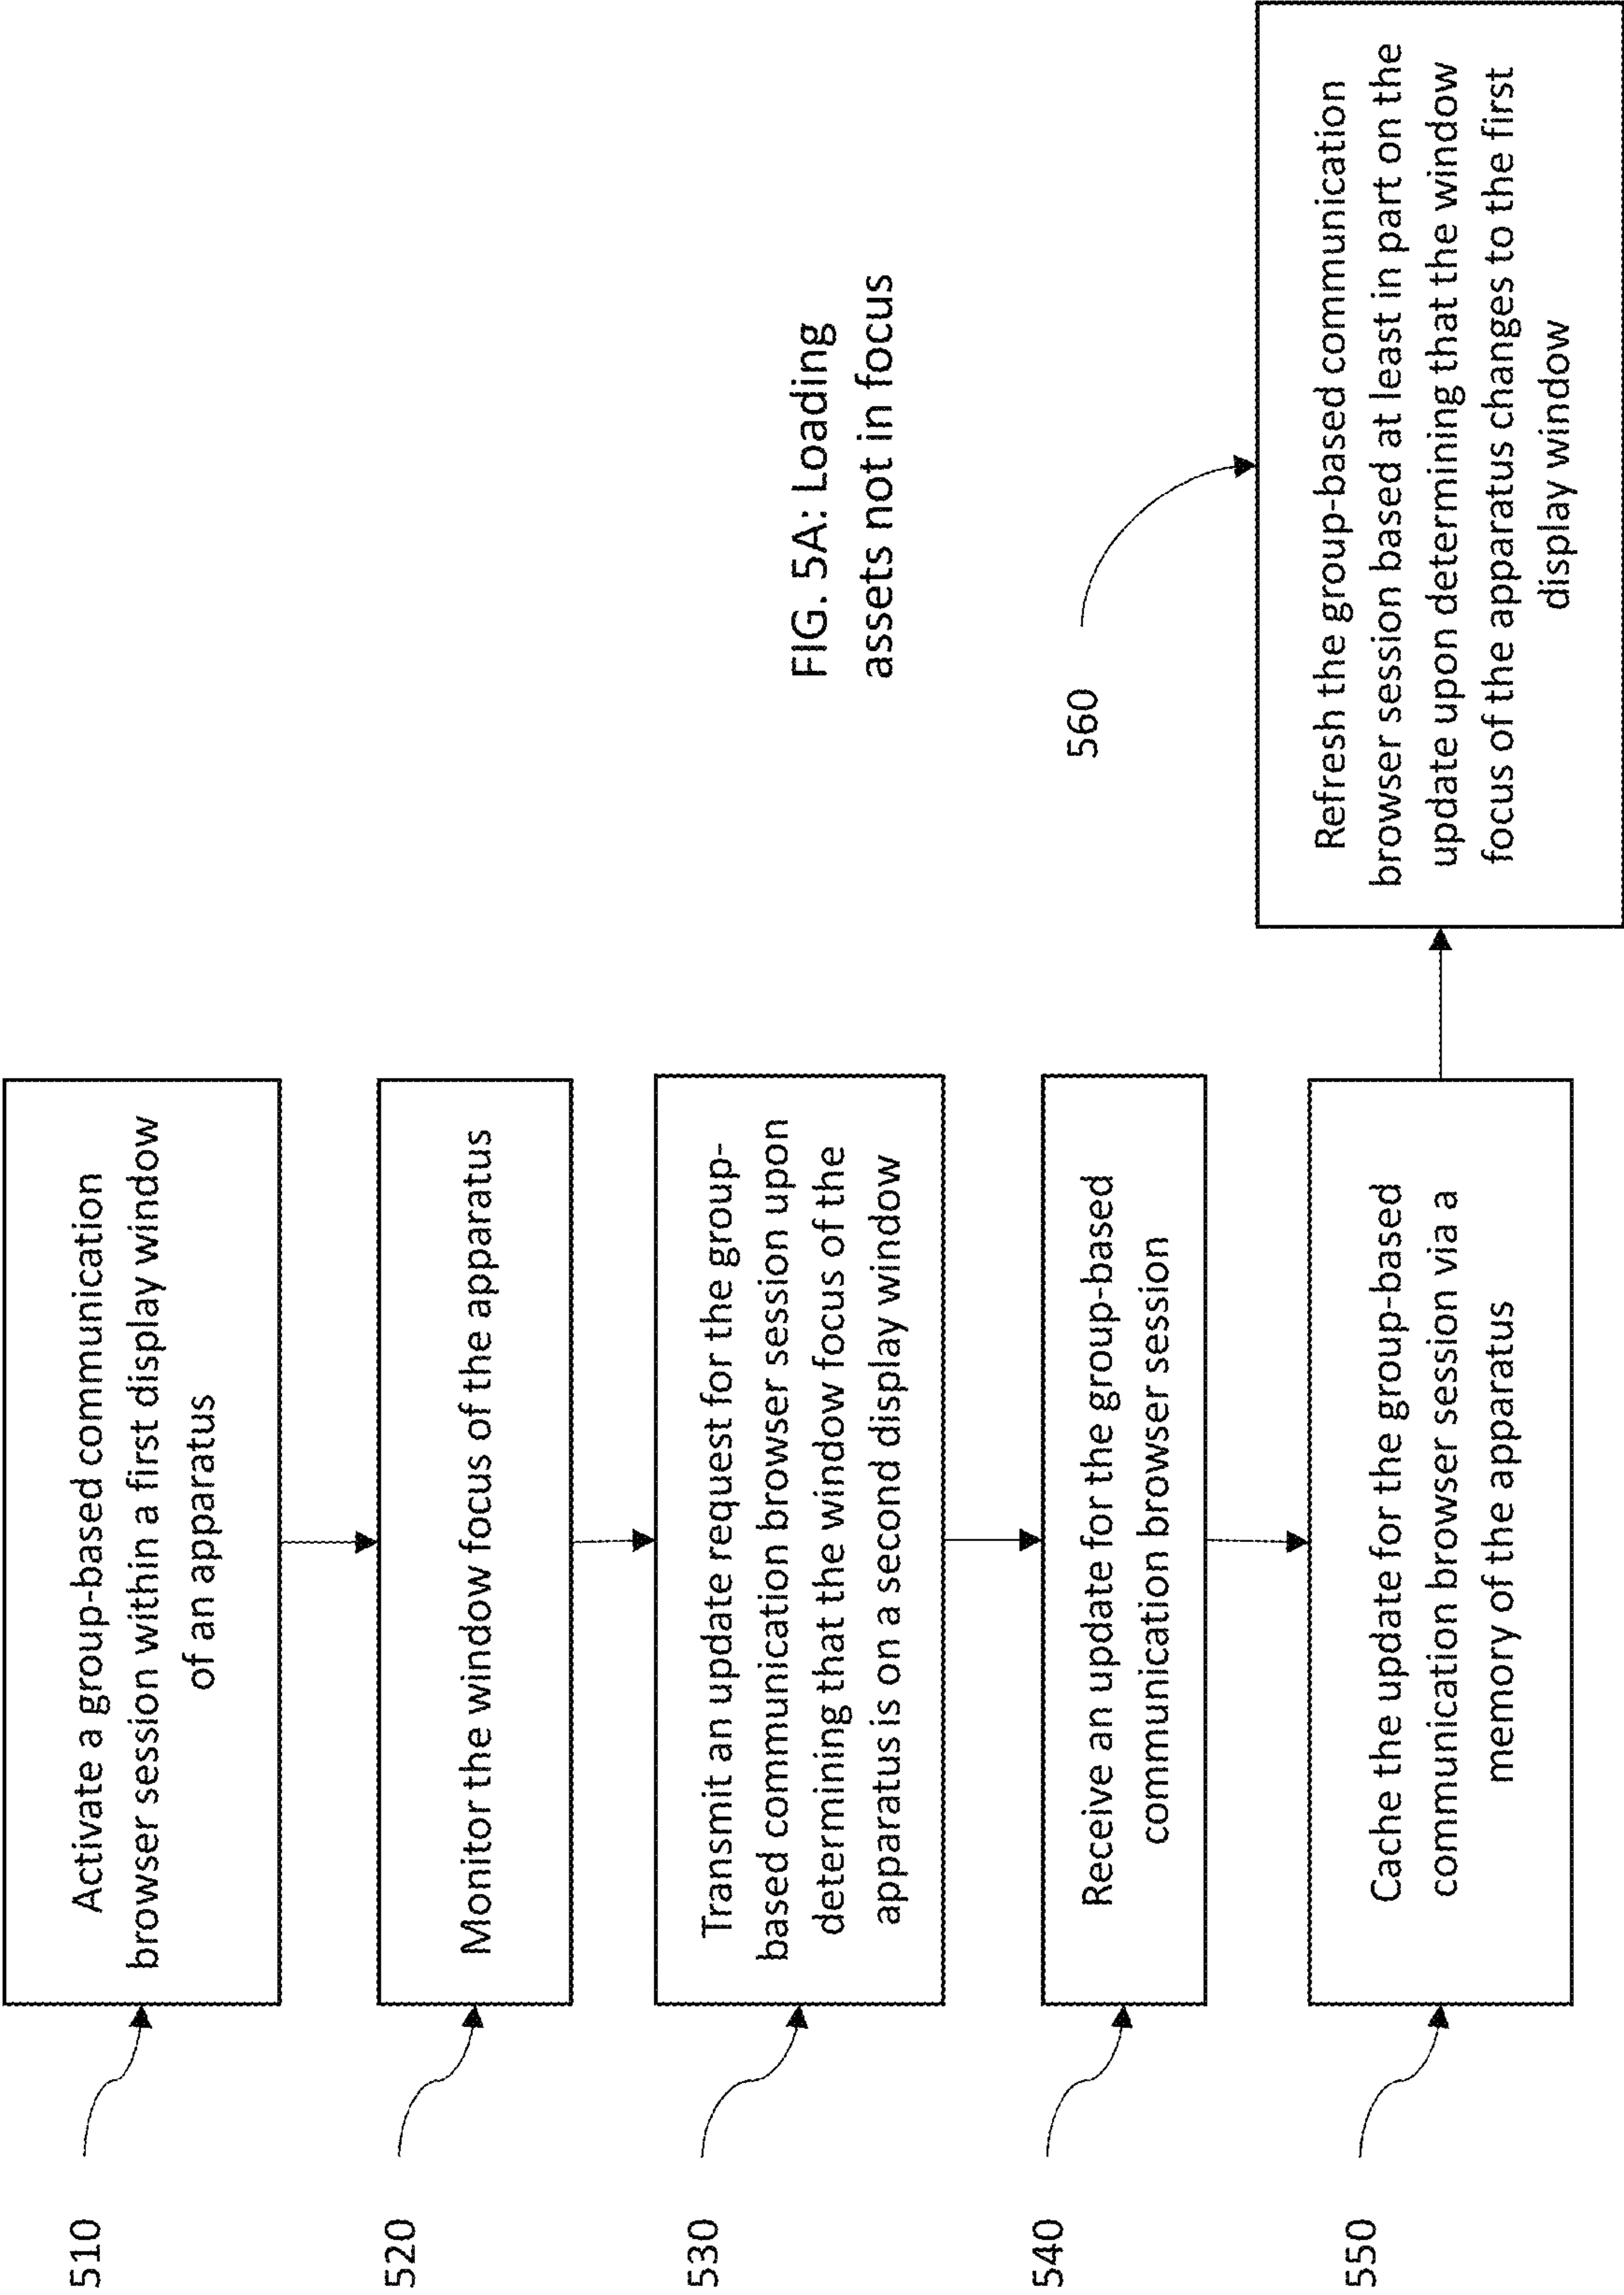 510
Activate a group-based communication
browser session within a first display window
of an apparatus
520
Monitor the window focus of the apparatus
530
Transmit an update request for the group-
based communication browser session upon
determining that the window focus of the
apparatus is on a second display window
540
Receive an update for the group-based
communication browser session
550
Cache the update for the group-based
communication browser session via a
memory of the apparatus
560
Refresh the group-based communication
browser session based at least in part on the
update upon determining that the window
focus of the apparatus changes to the first
display window
FIG. 5A: Loading
assets not in focus